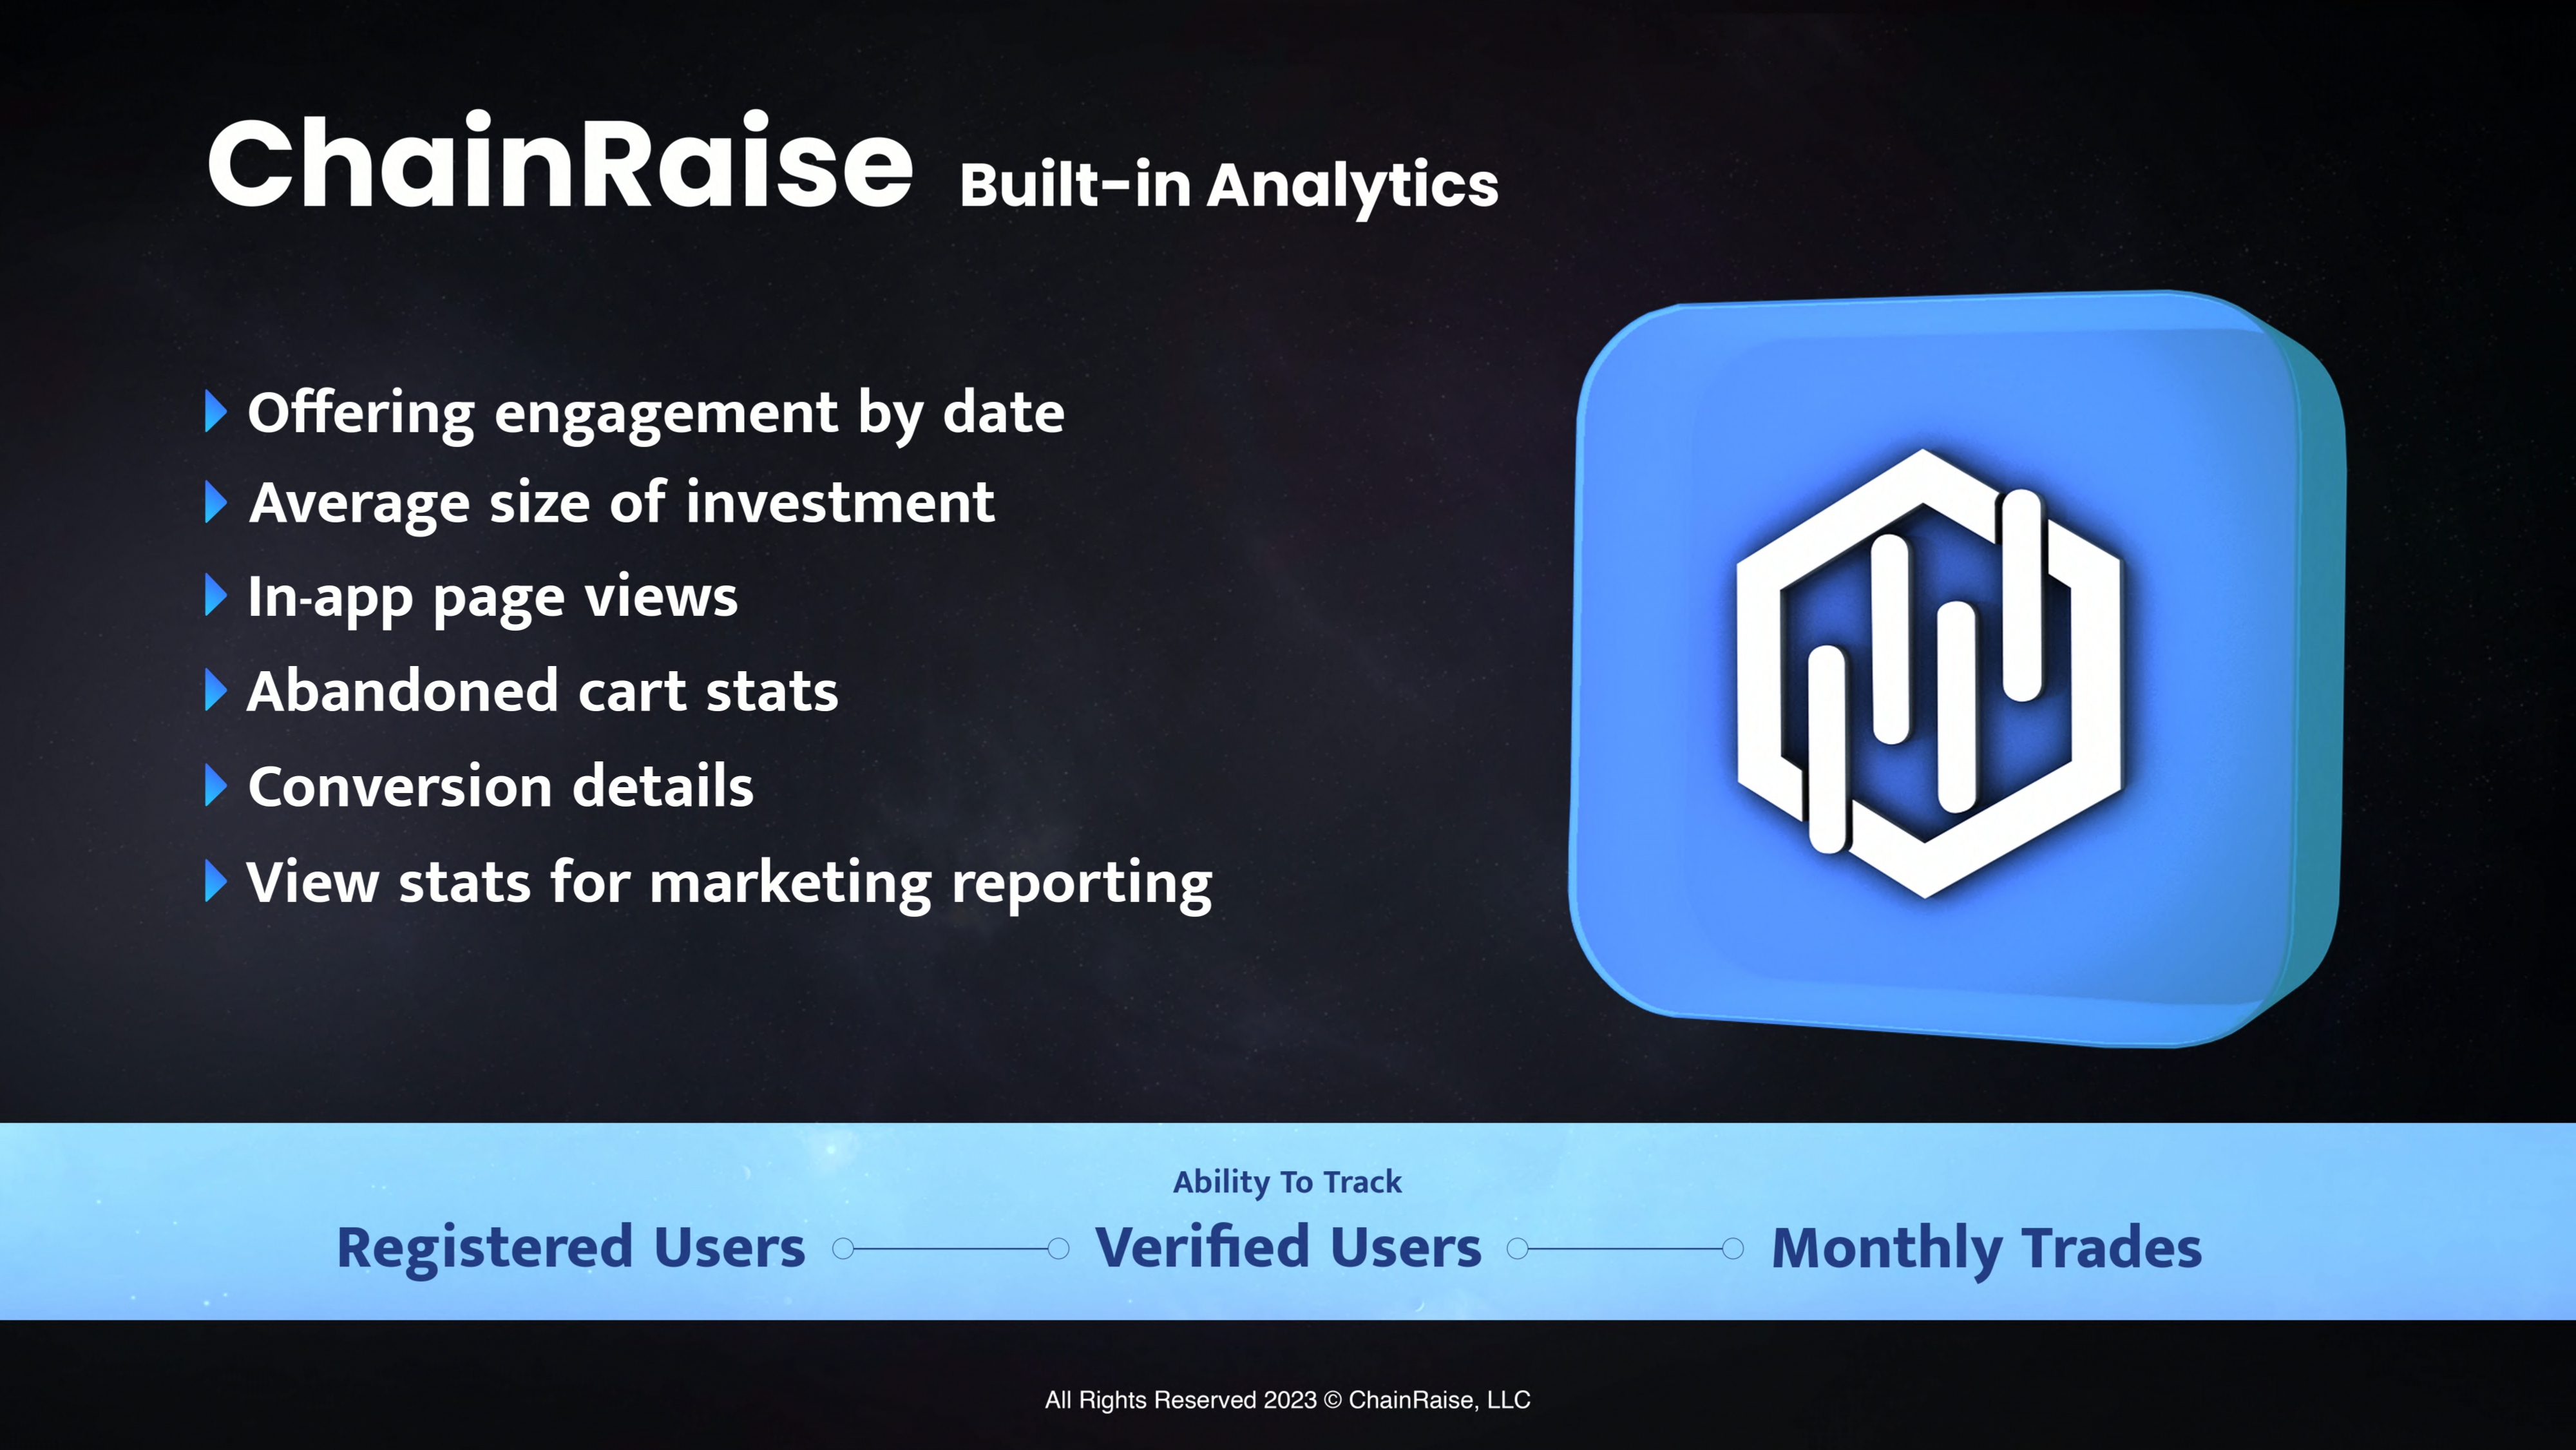 ChainRaise Built-in Analytics
Offering engagement by date
Average size of investment
In-app page views
Abandoned cart stats
Conversion details
View stats for marketing reporting
Ability To Track
Registered Users Verified Users Monthly Trades
All Rights Reserved 2023 © ChainRaise, LLC